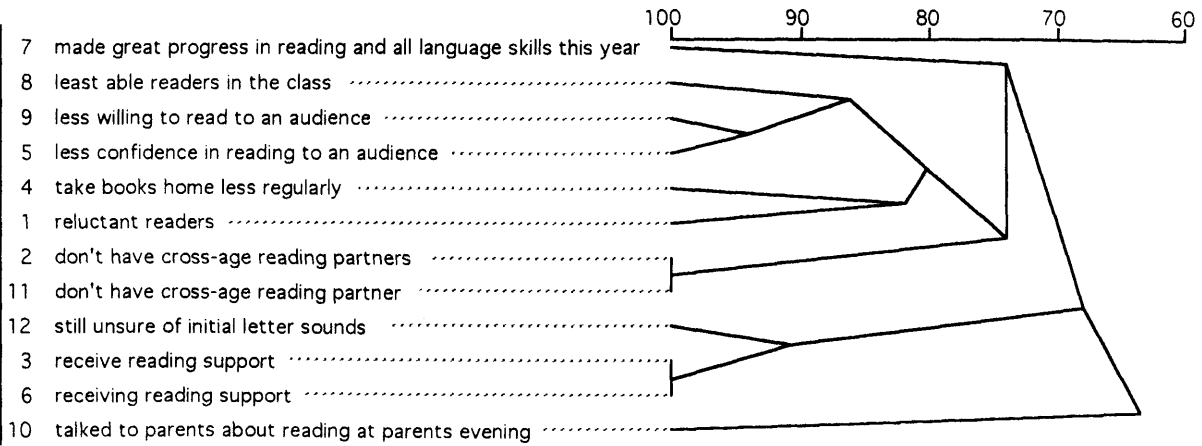 100 90 80 70 60
7 made great progress in reading and all language skills this year
8 least able readers in the class
9 less willing to read to an audience
5 less confidence in reading to an audience
4 take books home less regularly
1 reluctant readers
2 don't have cross-age reading partners
11 don't have cross-age reading partner
12 still unsure of initial letter sounds
3 receive reading support
6 receiving reading support
10 talked to parents about reading at parents evening